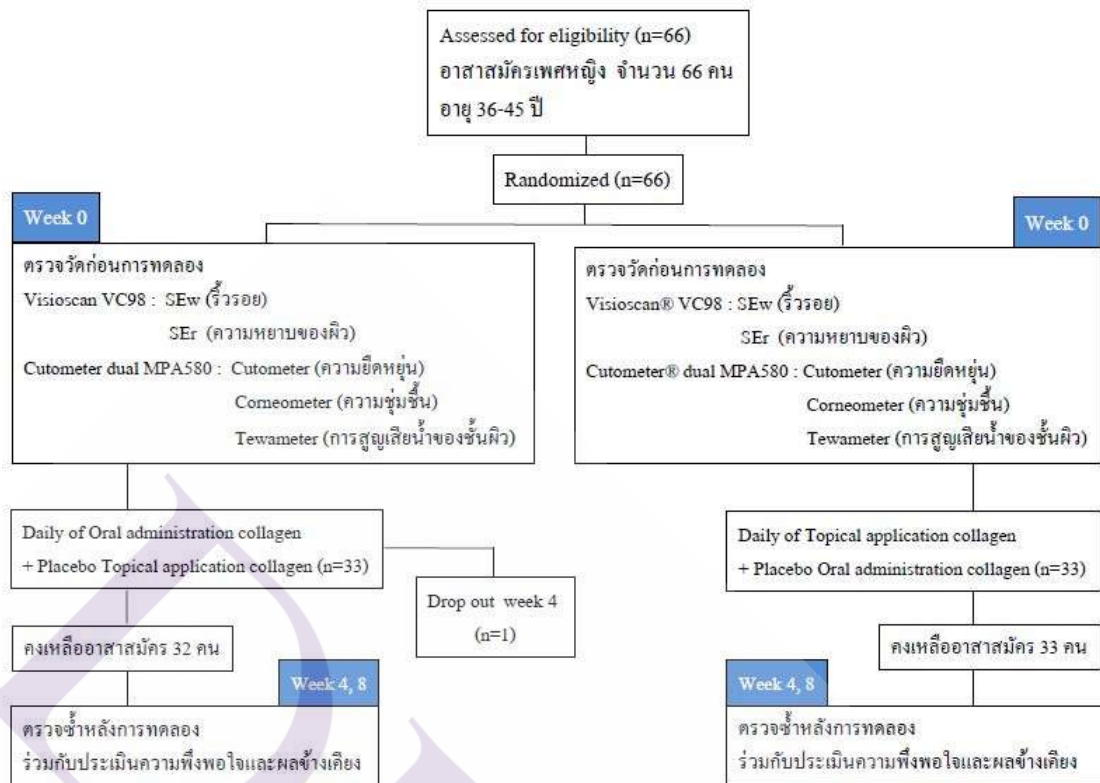 Assessed for eligibility (n=66)
อาสาสมัครเพศหญิง จำนวน 66 คน
อายุ 36-45 ปี
Randomized (n=66)
Week 0
ตรวจวัดก่อนการทดลอง
Visioscan VC98 : SEw (ริ้วรอย)
SEr (ความหยาบของผิว)
Cutometer dual MPA580 : Cutometer (ความยืดหยุ่น)
Corneometer (ความชุ่มชื้น)
Tewameter (การสูญเสียน้ำของชั้นผิว)
Week 0
ตรวจวัดก่อนการทดลอง
Visioscan® VC98 : SEw (ริ้วรอย)
SEr (ความหยาบของผิว)
Cutometer® dual MPA580 : Cutometer (ความยืดหยุ่น)
Corneometer (ความชุ่มชื้น)
Tewameter (การสูญเสียน้ำของชั้นผิว)
Daily of Oral administration collagen
+ Placebo Topical application collagen (n=33)
Drop out week 4
(n=1)
Daily of Topical application collagen
+ Placebo Oral administration collagen (n=33)
คงเหลืออาสาสมัคร 32 คน
คงเหลืออาสาสมัคร 33 คน
Week 4, 8
ตรวจซ้ำหลังการทดลอง
ร่วมกับประเมินความพึงพอใจและผลข้างเคียง
Week 4, 8
ตรวจซ้ำหลังการทดลอง
ร่วมกับประเมินความพึงพอใจและผลข้างเคียง